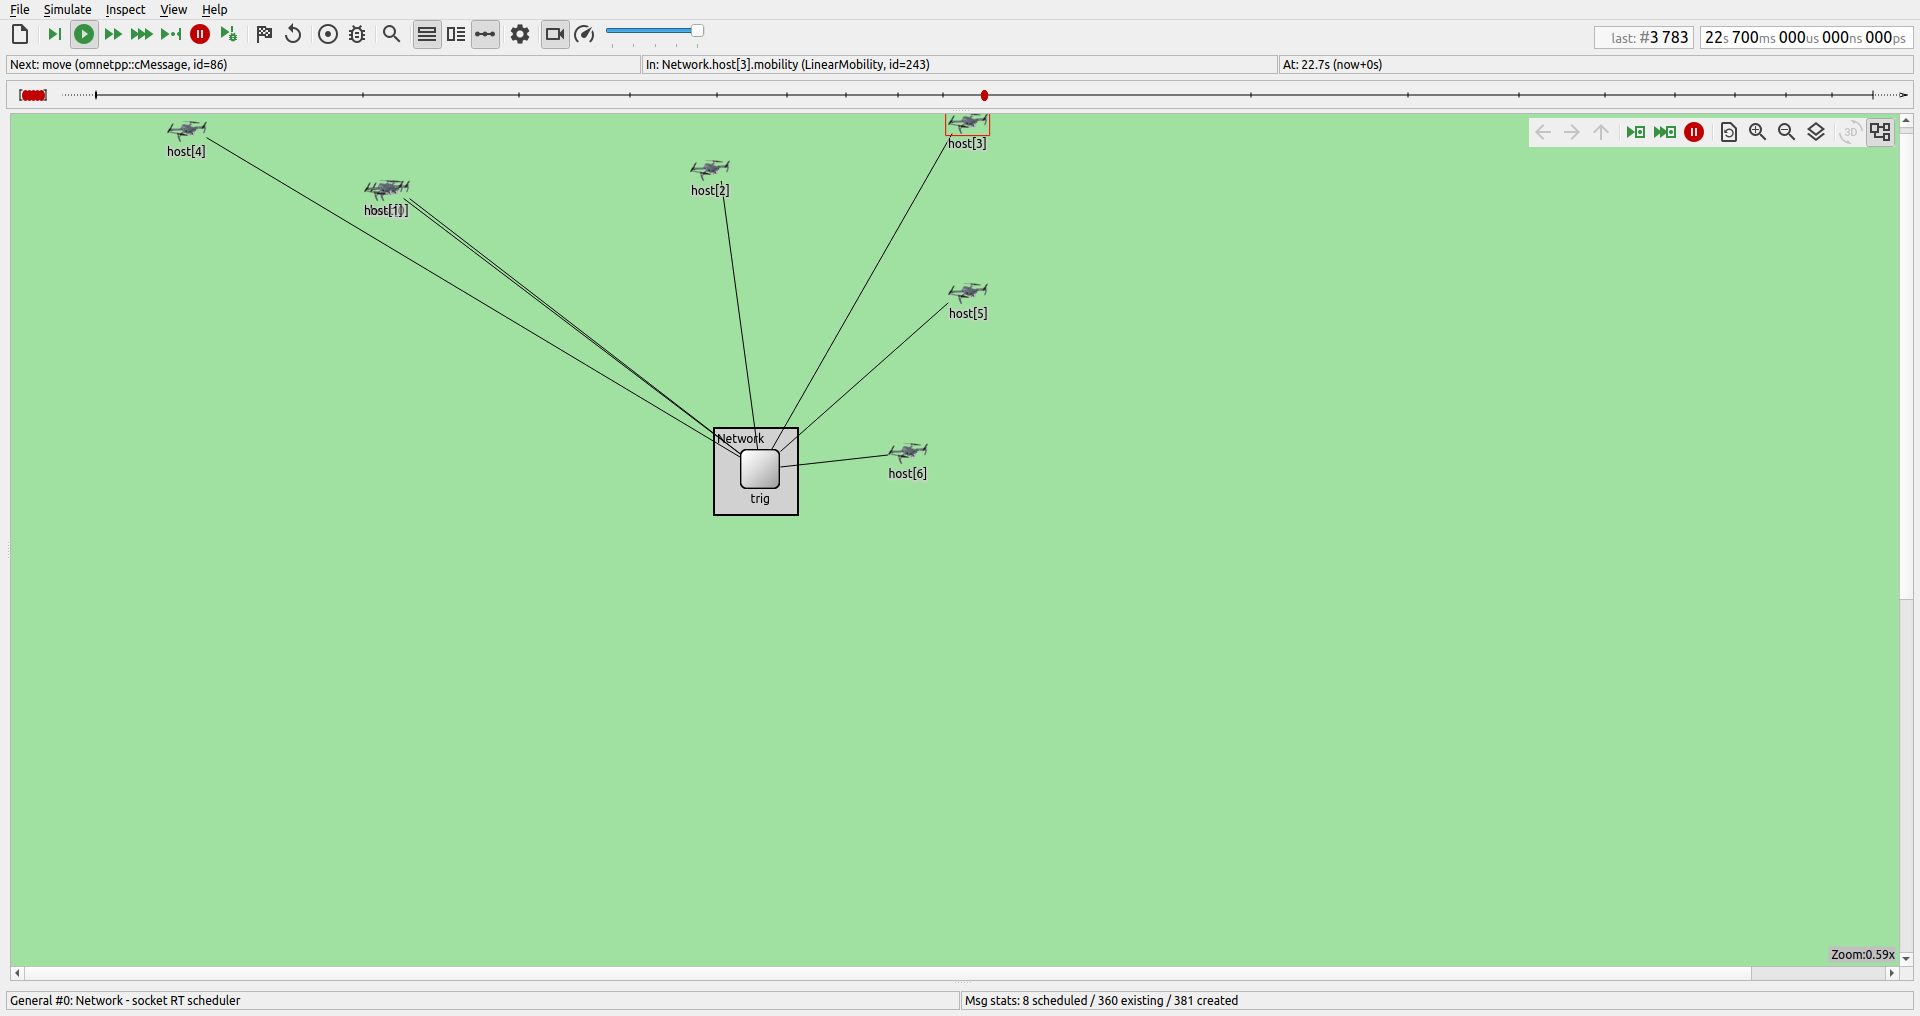 File Simulate Inspect View Help
last: #3 783 22s 700ms 000us 000ns 000ps
Next: move (omnetpp::cMessage, id=86) In: Network.host[3].mobility (LinearMobility, id=243) At: 22.7s (now+0s)
host[4]
host[3]
3D
host[2]
host[1]
host[5]
Network
host[6]
trig
Zoom:0.59x
General #0: Network - socket RT scheduler Msg stats: 8 scheduled / 360 existing / 381 created